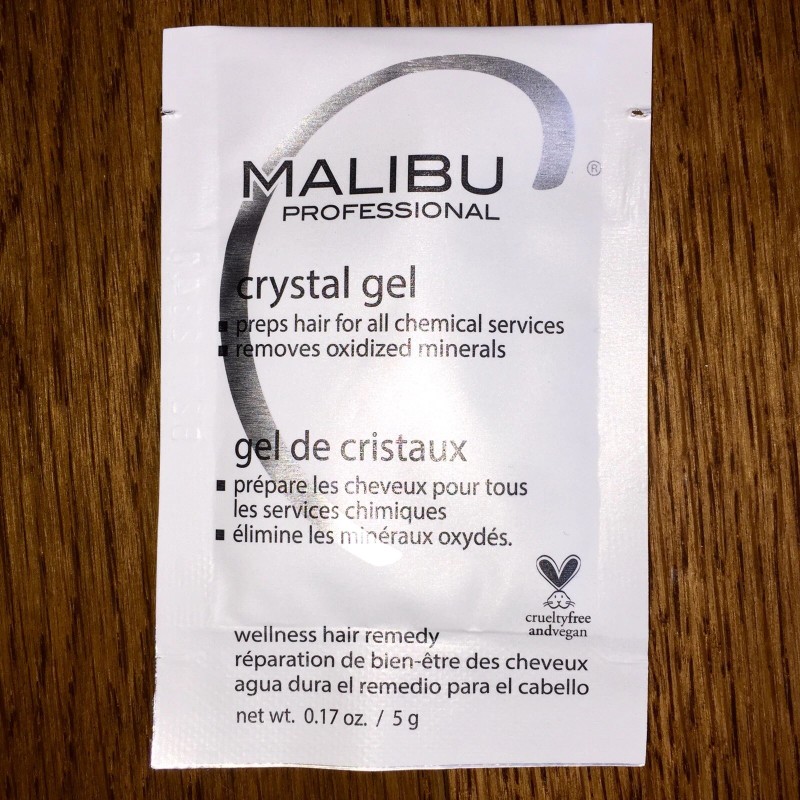 MALIBU
®
PROFESSIONAL
crystal gel
▪ preps hair for all chemical services
▪ removes oxidized minerals
gel de cristaux
▪ prépare les cheveux pour tous
les services chimiques
▪ élimine les minéraux oxydés.
crueltyfree
andvegan
wellness hair remedy
réparation de bien-être des cheveux
agua dura el remedio para el cabello
net wt. 0.17 oz. / 5 g